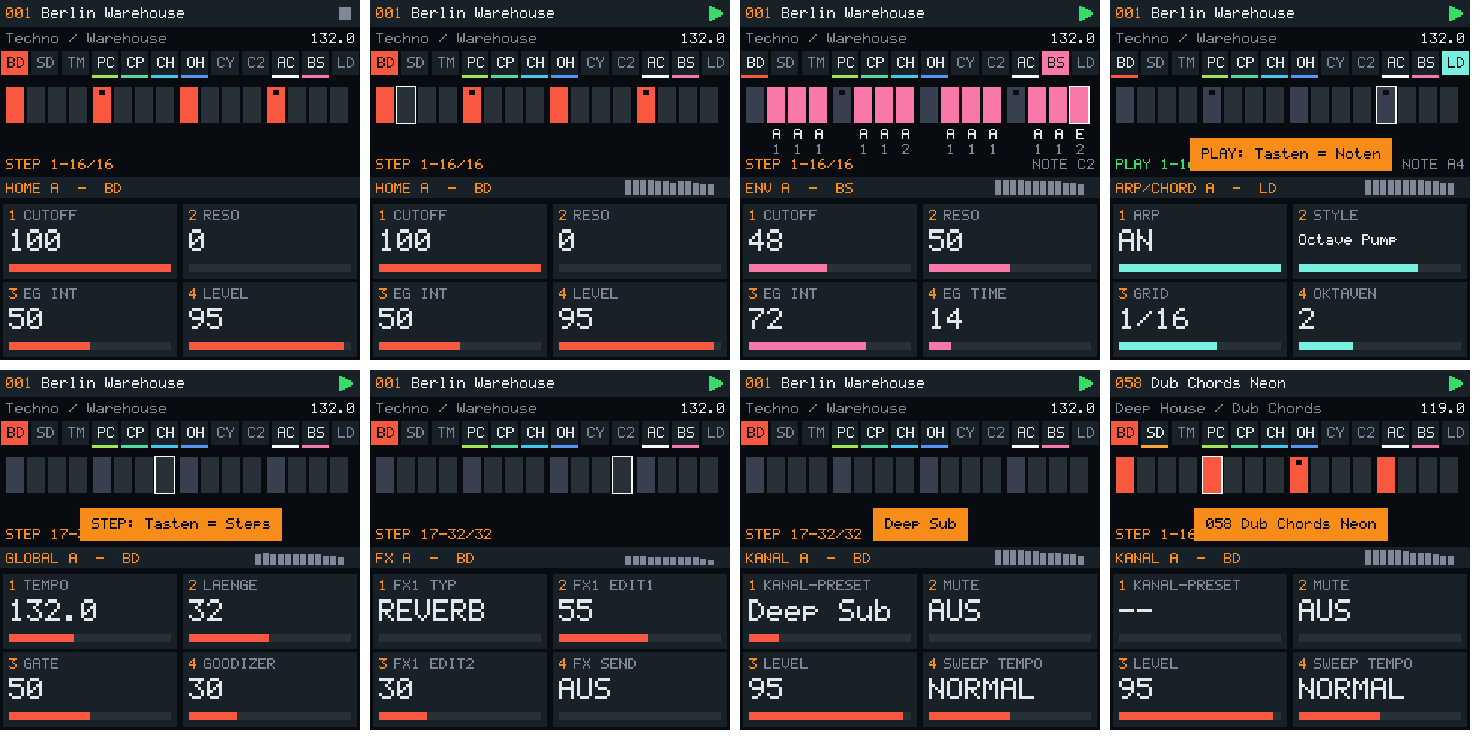 001 Berlin Warehouse
Techno / Warehouse 132.0
BD SD TM PC CP CH OH CY C2 AC BS LD
STEP 1-16/16
HOME A - BD
1 CUTOFF 2 RESO
100 0
3 EG INT 4 LEVEL
50 95
001 Berlin Warehouse
Techno / Warehouse 132.0
BD SD TM PC CP CH OH CY C2 AC BS LD
STEP 1-16/16
HOME A - BD
1 CUTOFF 2 RESO
100 0
3 EG INT 4 LEVEL
50 95
001 Berlin Warehouse
Techno / Warehouse 132.0
BD SD TM PC CP CH OH CY C2 AC BS LD
A A A A A A A A A A A E
1 1 1 1 1 2 1 1 1 1 1 2
STEP 1-16/16 NOTE C2
ENV A - BS
1 CUTOFF 2 RESO
48 50
3 EG INT 4 EG TIME
72 14
001 Berlin Warehouse
Techno / Warehouse 132.0
BD SD TM PC CP CH OH CY C2 AC BS LD
PLAY: Tasten = Noten
PLAY 1-1 NOTE A4
ARP/CHORD A - LD
1 ARP 2 STYLE
AN Octave Pump
3 GRID 4 OKTAVEN
1/16 2
001 Berlin Warehouse
Techno / Warehouse 132.0
BD SD TM PC CP CH OH CY C2 AC BS LD
STEP: Tasten = Steps
STEP 17-
GLOBAL A - BD
1 TEMPO 2 LAENGE
132.0 32
3 GATE 4 GOODIZER
50 30
001 Berlin Warehouse
Techno / Warehouse 132.0
BD SD TM PC CP CH OH CY C2 AC BS LD
STEP 17-32/32
FX A - BD
1 FX1 TYP 2 FX1 EDIT1
REVERB 55
3 FX1 EDIT2 4 FX SEND
30 AUS
001 Berlin Warehouse
Techno / Warehouse 132.0
BD SD TM PC CP CH OH CY C2 AC BS LD
Deep Sub
STEP 17-32/32
KANAL A - BD
1 KANAL-PRESET 2 MUTE
Deep Sub AUS
3 LEVEL 4 SWEEP TEMPO
95 NORMAL
058 Dub Chords Neon
Deep House / Dub Chords 119.0
BD SD TM PC CP CH OH CY C2 AC BS LD
058 Dub Chords Neon
STEP 1-16
KANAL A - BD
1 KANAL-PRESET 2 MUTE
-- AUS
3 LEVEL 4 SWEEP TEMPO
95 NORMAL